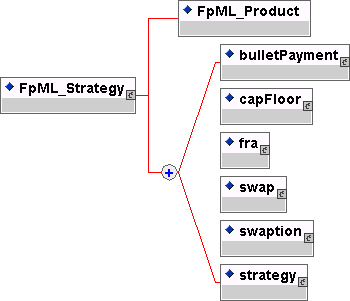 FpML_Product
bulletPayment
FpML_Strategy
capFloor
fra
swap
swaption
strategy